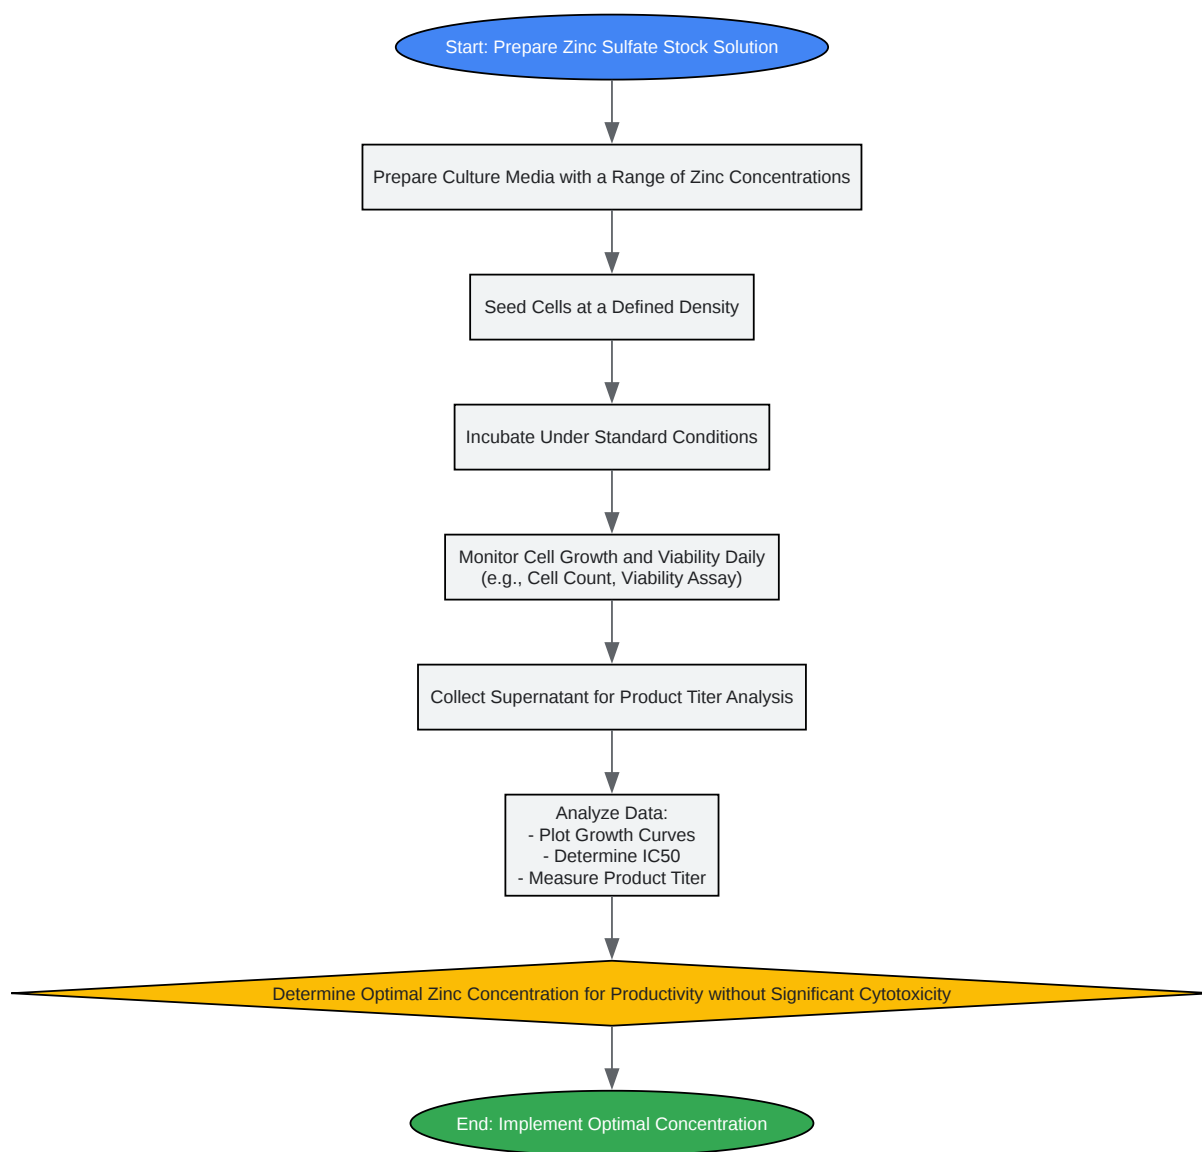 Start: Prepare Zinc Sulfate Stock Solution
Prepare Culture Media with a Range of Zinc Concentrations
Seed Cells at a Defined Density
Incubate Under Standard Conditions
Monitor Cell Growth and Viability Daily
(e.g., Cell Count, Viability Assay)
Collect Supernatant for Product Titer Analysis
Analyze Data:
- Plot Growth Curves
- Determine IC50
- Measure Product Titer
Determine Optimal Zinc Concentration for Productivity without Significant Cytotoxicity
End: Implement Optimal Concentration